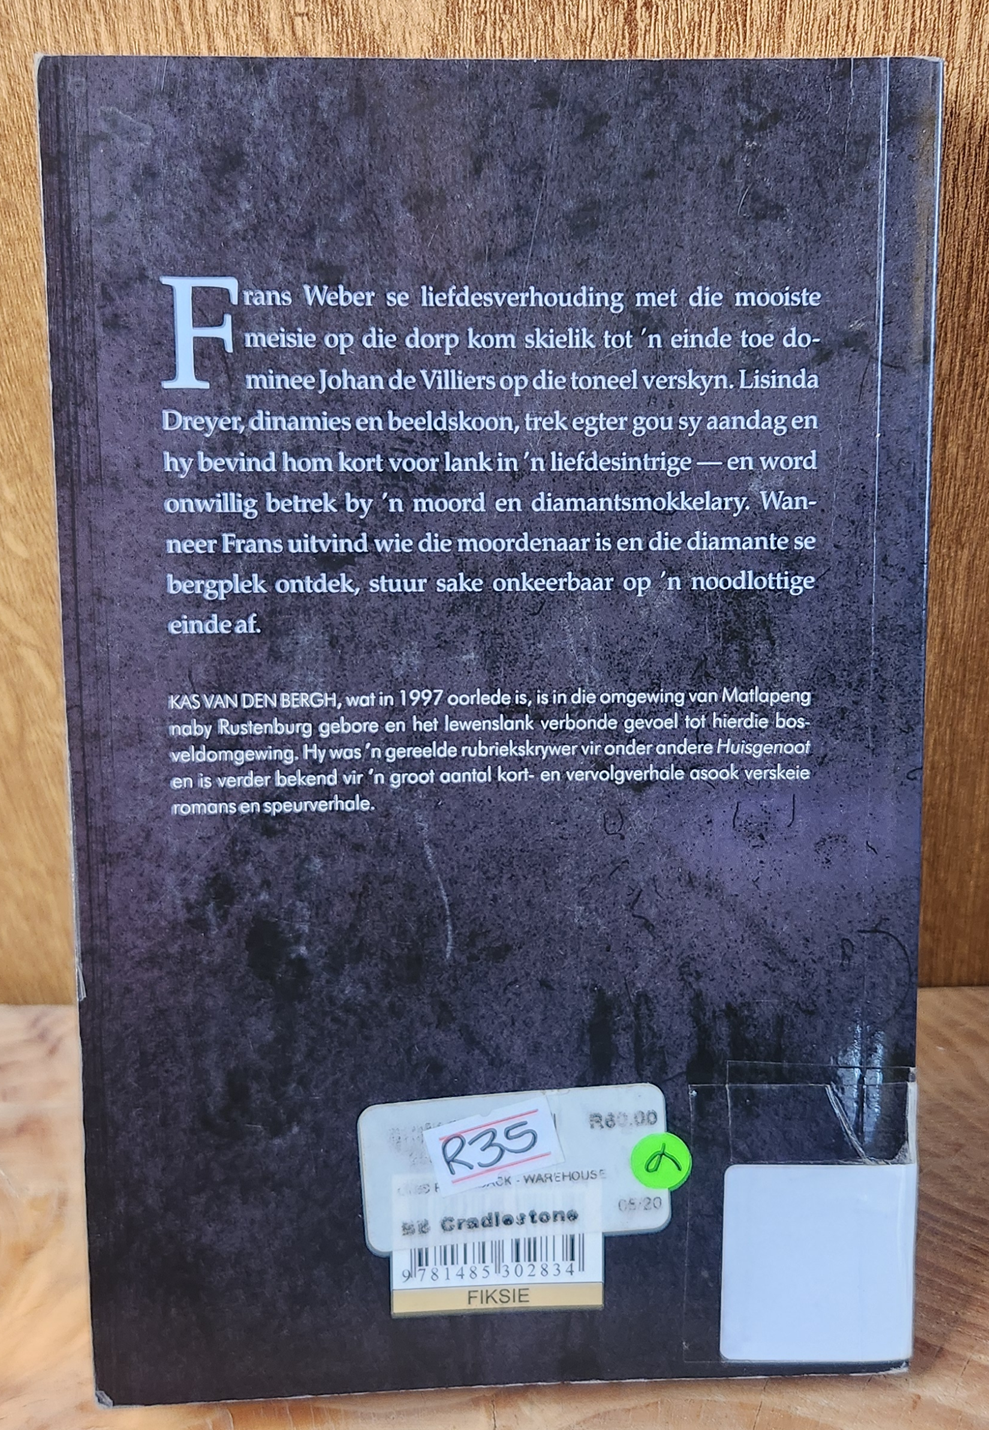 Frans Weber se liefdesverhouding met die mooiste
meisie op die dorp kom skielik tot 'n einde toe do-
minee Johan de Villiers op die toneel verskyn. Lisinda
Dreyer, dinamies en beeldskoon, trek egter gou sy aandag en
hy bevind hom kort voor lank in 'n liefdesintrige — en word
onwillig betrek by 'n moord en diamantsmokkelary. Wan-
neer Frans uitvind wie die moordenaar is en die diamante se
bergplek ontdek, stuur sake onkeerbaar op 'n noodlottige
einde af.
KAS VAN DEN BERGH, wat in 1997 oorlede is, is in die omgewing van Matlapeng
naby Rustenburg gebore en het lewenslank verbonde gevoel tot hierdie bos-
veldomgewing. Hy was 'n gereelde rubriekskrywer vir onder andere Huisgenoot
en is verder bekend vir 'n groot aantal kort- en vervolgverhale asook verskeie
romans en speurverhale.
R60.00
R35
- WAREHOUSE
05/20
Gradlestone
9 781485 302834
FIKSIE